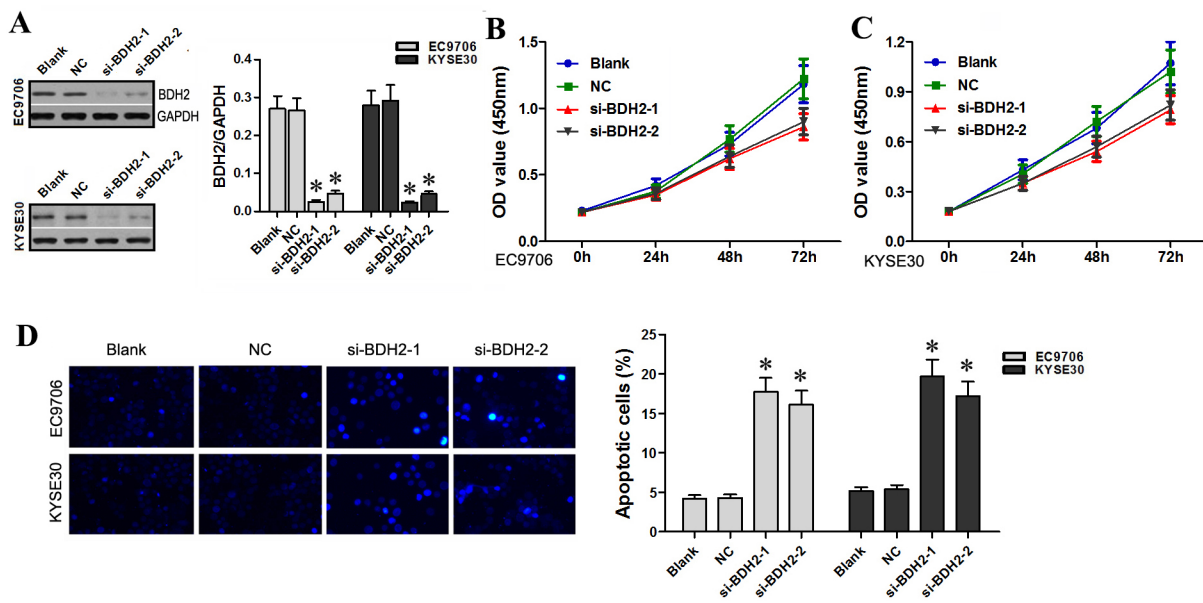 A
Blank
NC
si-BDH2-1
si-BDH2-2
EC9706
BDH2
GAPDH
Blank
NC
si-BDH2-1
si-BDH2-2
KYSE30
EC9706
KYSE30
BDH2/GAPDH
0.4
0.3
0.2
0.1
0.0
* *
* *
Blank
NC
si-BDH2-1
si-BDH2-2
Blank
NC
si-BDH2-1
si-BDH2-2
B
Blank
NC
si-BDH2-1
si-BDH2-2
OD value (450nm)
1.5
1.0
0.5
0.0
EC9706
0h 24h 48h 72h
C
Blank
NC
si-BDH2-1
si-BDH2-2
OD value (450nm)
1.2
0.9
0.6
0.3
0.0
KYSE30
0h 24h 48h 72h
D
Blank NC si-BDH2-1 si-BDH2-2
EC9706
KYSE30
EC9706
KYSE30
Apoptotic cells (%)
25
20
15
10
5
0
* *
* *
Blank
NC
si-BDH2-1
si-BDH2-2
Blank
NC
si-BDH2-1
si-BDH2-2